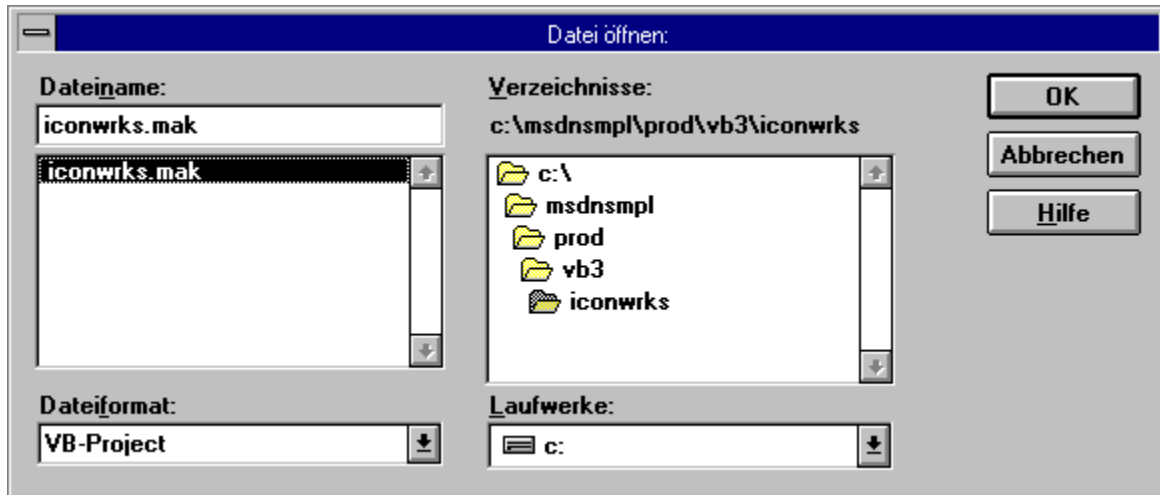 Datei öffnen:
Dateiname:
iconwrks.mak
iconwrks.mak
Dateiformat:
VB-Project
Verzeichnisse:
c:\msdnsmpl\prod\vb3\iconwrks
c:\
msdnsmpl
prod
vb3
iconwrks
Laufwerke:
c:
OK
Abbrechen
Hilfe